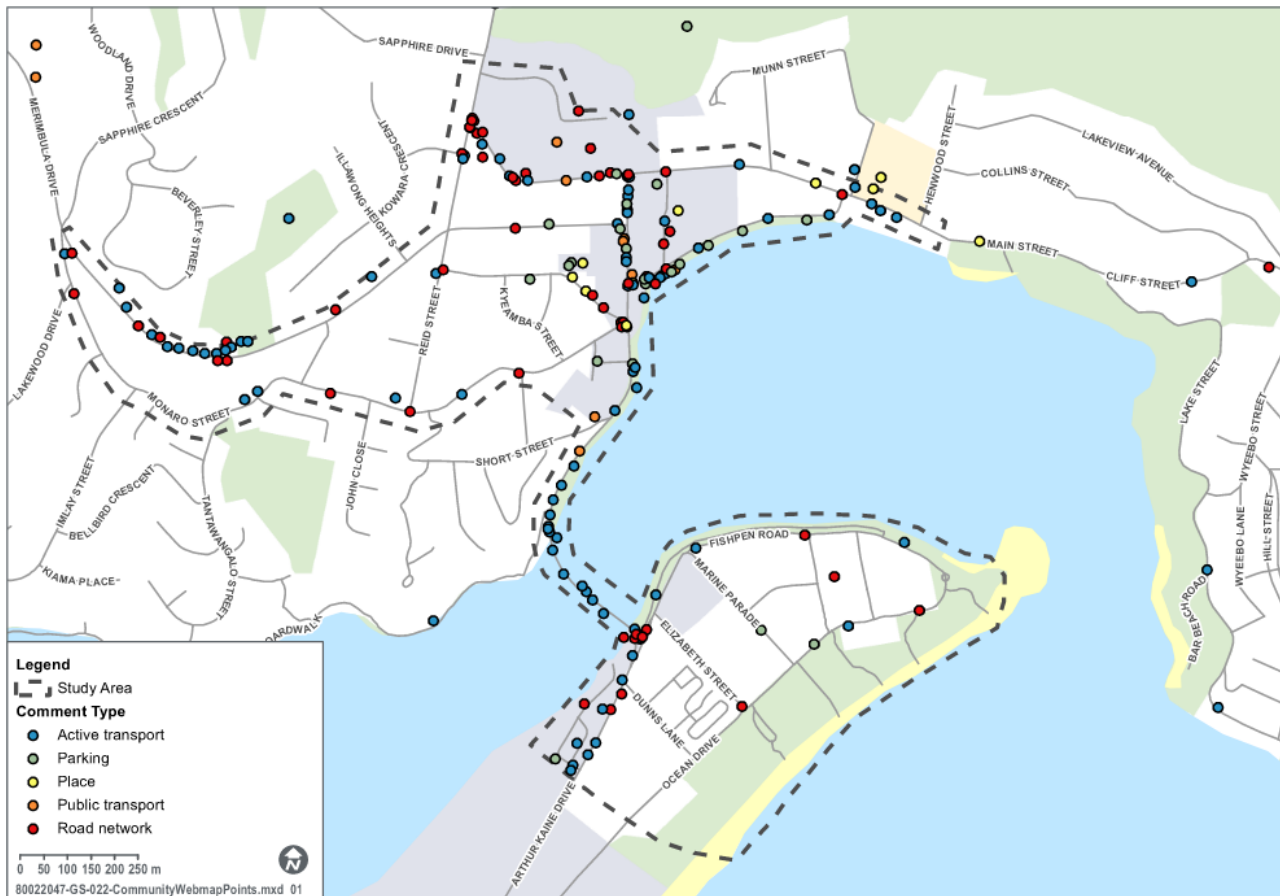 SAPPHIRE DRIVE
WOODLAND DRIVE
MUNN STREET
MERIMBULA DRIVE
SAPPHIRE CRESCENT
HENWOOD STREET
LAKEVIEW AVENUE
KOWARA CRESCENT
ILLAWONG HEIGHTS
COLLINS STREET
BEVERLEY STREET
MAIN STREET
CLIFF STREET
REID STREET
KYEAMBA STREET
LAKEWOOD DRIVE
MONARO STREET
LAKE STREET
WYEEBO STREET
SHORT STREET
JOHN CLOSE
IMLAY STREET
BELLBIRD CRESCENT
TANTAWANGALO STREET
HILL STREET
WYEEBO LANE
FISHPEN ROAD
MARINE PARADE
KIAMA PLACE
BAR BEACH ROAD
OARDWALK
ELIZABETH STREET
DUNNS LANE
OCEAN DRIVE
ARTHUR KAINE DRIVE
Legend
Study Area
Comment Type
Active transport
Parking
Place
Public transport
Road network
0 50 100 150 200 250 m
N
80022047-GS-022-CommunityWebmapPoints.mxd 01